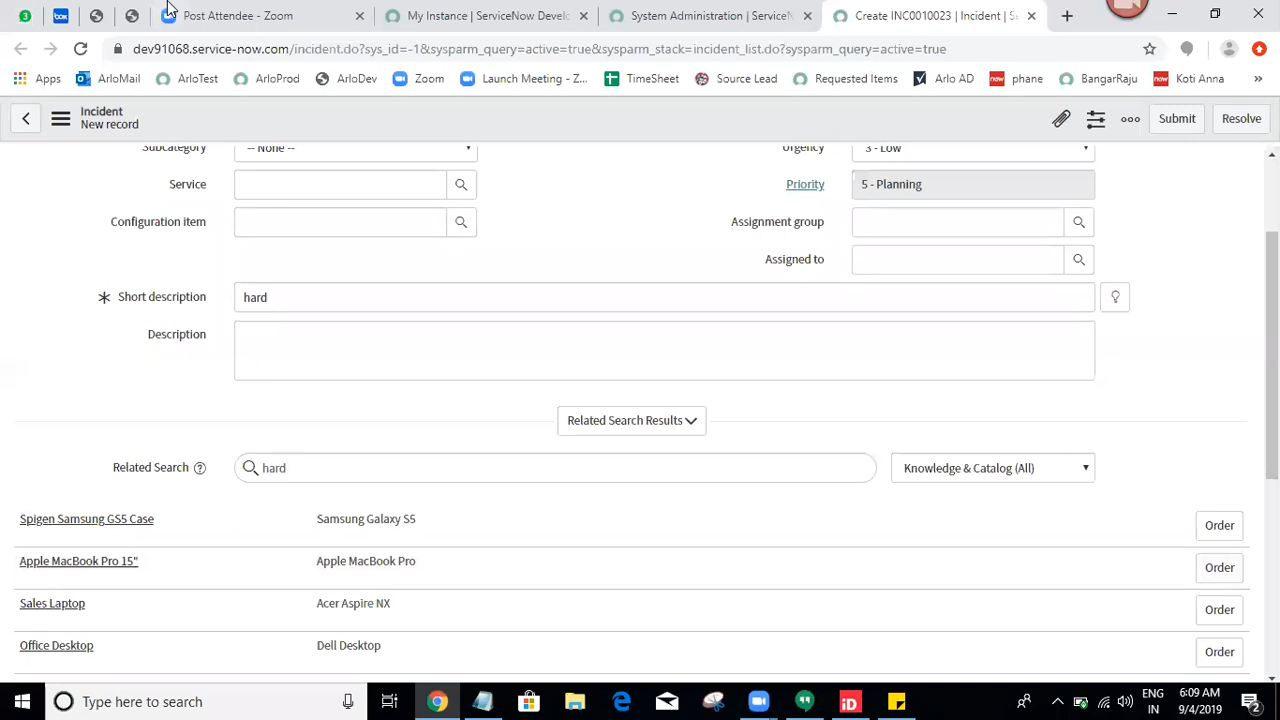 Post Attendee - Zoom
My Instance | ServiceNow Develo
System Administration | ServiceN
Create INC0010023 | Incident | S
dev91068.service-now.com/incident.do?sys_id=-1&sysparm_query=active=true&sysparm_stack=incident_list.do?sysparm_query=active=true
Apps
ArloMail
ArloTest
ArloProd
ArloDev
Zoom
Launch Meeting - Z...
TimeSheet
Source Lead
Requested Items
Arlo AD
now phane
BangarRaju
now Koti Anna
»
Incident
New record
Submit
Resolve
Subcategory
-- None --
Urgency
3 - Low
Service
Priority
5 - Planning
Configuration item
Assignment group
Assigned to
Short description
hard
Description
Related Search Results
Related Search
hard
Knowledge & Catalog (All)
Spigen Samsung GS5 Case
Samsung Galaxy S5
Order
Apple MacBook Pro 15"
Apple MacBook Pro
Order
Sales Laptop
Acer Aspire NX
Order
Office Desktop
Dell Desktop
Order
Type here to search
ENG
IN
6:09 AM
9/4/2019
2